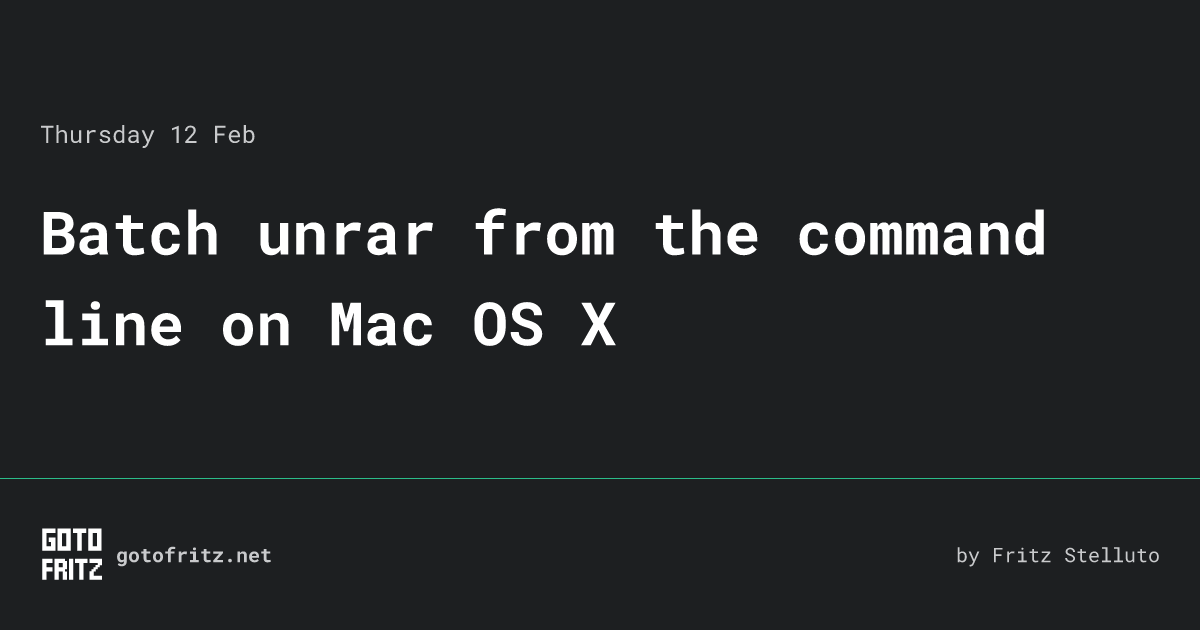 Thursday 12 Feb
Batch unrar from the command
line on Mac OS X
GOTO
FRITZ
gotofritz.net
by Fritz Stelluto